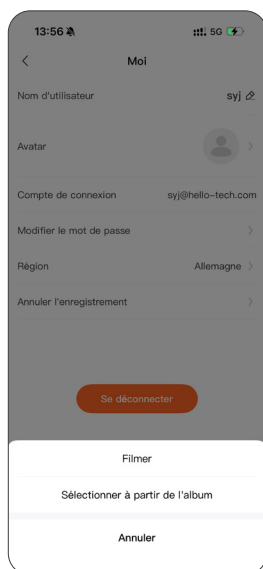 13:56 5G
Moi
Nom d'utilisateur syj
Avatar
Compte de connexion syj@hello-tech.com
Modifier le mot de passe
Région Allemagne
Annuler l'enregistrement
Se déconnecter
Filmer
Sélectionner à partir de l'album
Annuler